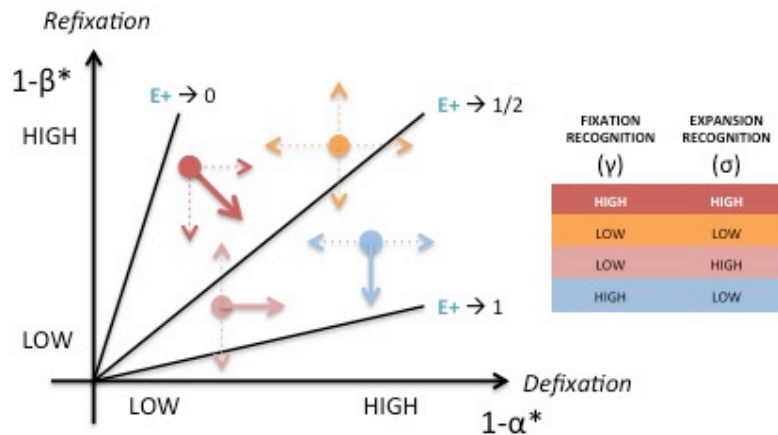 Refixation
1-β*
E+ → 0
E+ → 1/2
HIGH
FIXATION RECOGNITION
(γ)
EXPANSION RECOGNITION
(σ)
HIGH HIGH
LOW LOW
LOW HIGH
HIGH LOW
E+ → 1
LOW
Defixation
LOW HIGH
1-α*